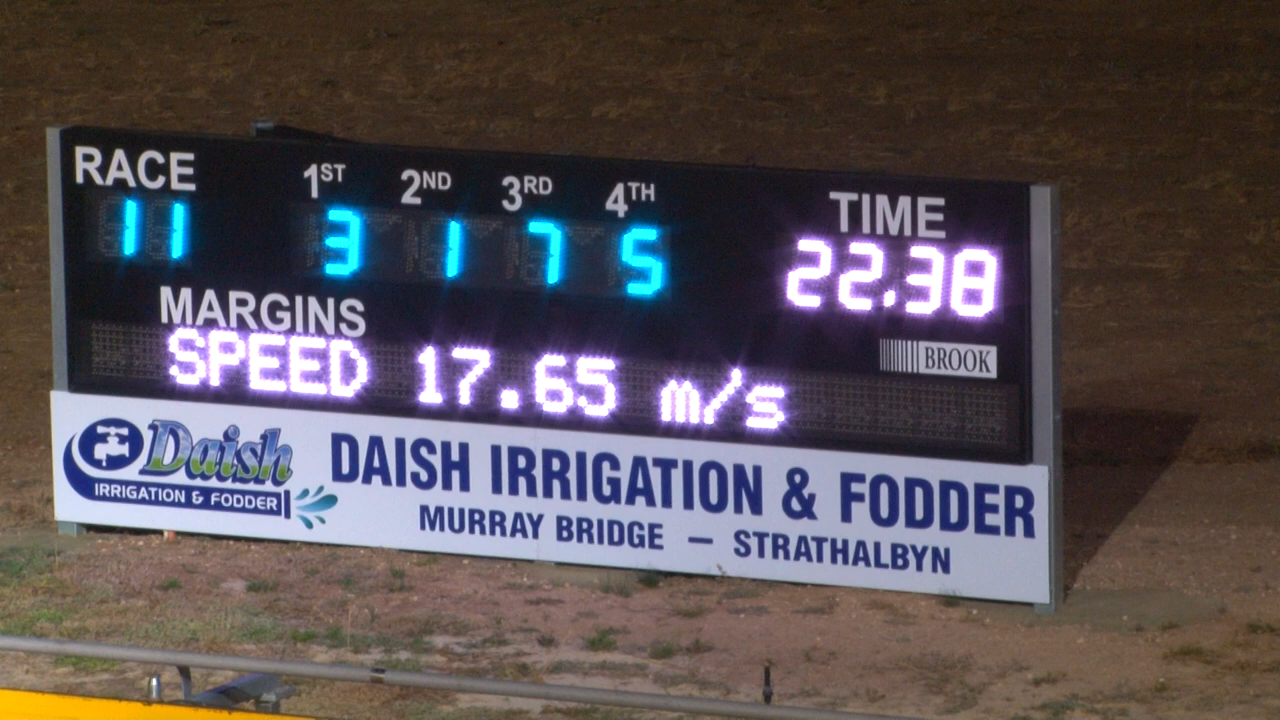 RACE 1ST 2ND 3RD 4TH TIME
11 3 1 7 5 22.38
MARGINS
BROOK
SPEED 17.65 m/s
Daish
IRRIGATION & FODDER
DAISH IRRIGATION & FODDER
MURRAY BRIDGE — STRATHALBYN